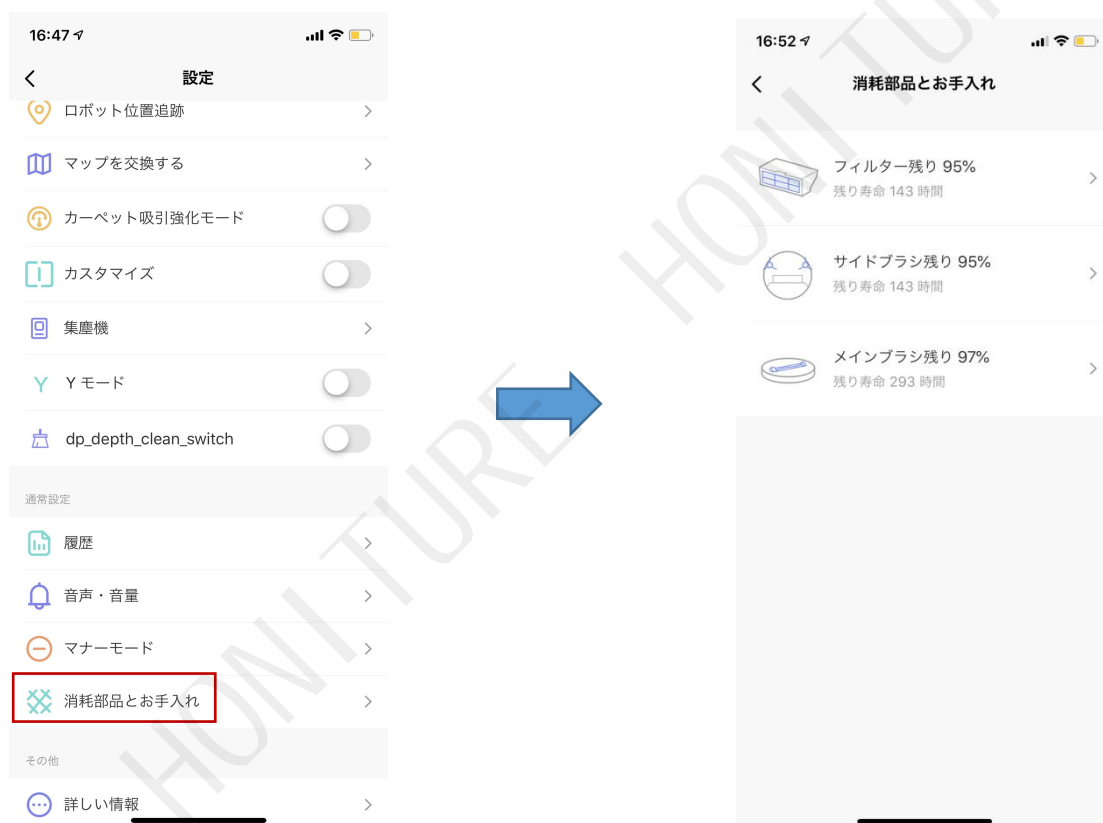 16:47
設定
ロボット位置追跡
マップを交換する
カーペット吸引強化モード
カスタマイズ
集塵機
Y モード
dp_depth_clean_switch
通常設定
履歴
音声・音量
マナーモード
消耗部品とお手入れ
その他
詳しい情報
16:52
消耗部品とお手入れ
フィルター残り 95%
残り寿命 143 時間
サイドブラシ残り 95%
残り寿命 143 時間
メインブラシ残り 97%
残り寿命 293 時間
HONITURE
HONITURE